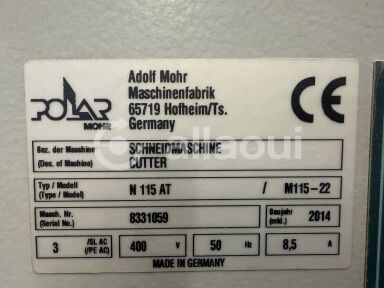 POLAR
MOHR
Adolf Mohr
Maschinenfabrik
65719 Hofheim/Ts.
Germany
CE
Bez. der Maschine
(Des. of Machine)
SCHNEIDMASCHINE
CUTTER
Typ / Modell
(Type / Model)
N 115 AT / M115-22
Masch. Nr.
(Serial No.)
8331059
Baujahr
(mfd.)
2014
3 /SL AC
(/PE AC)
400 V 50 Hz 8,5 A
MADE IN GERMANY